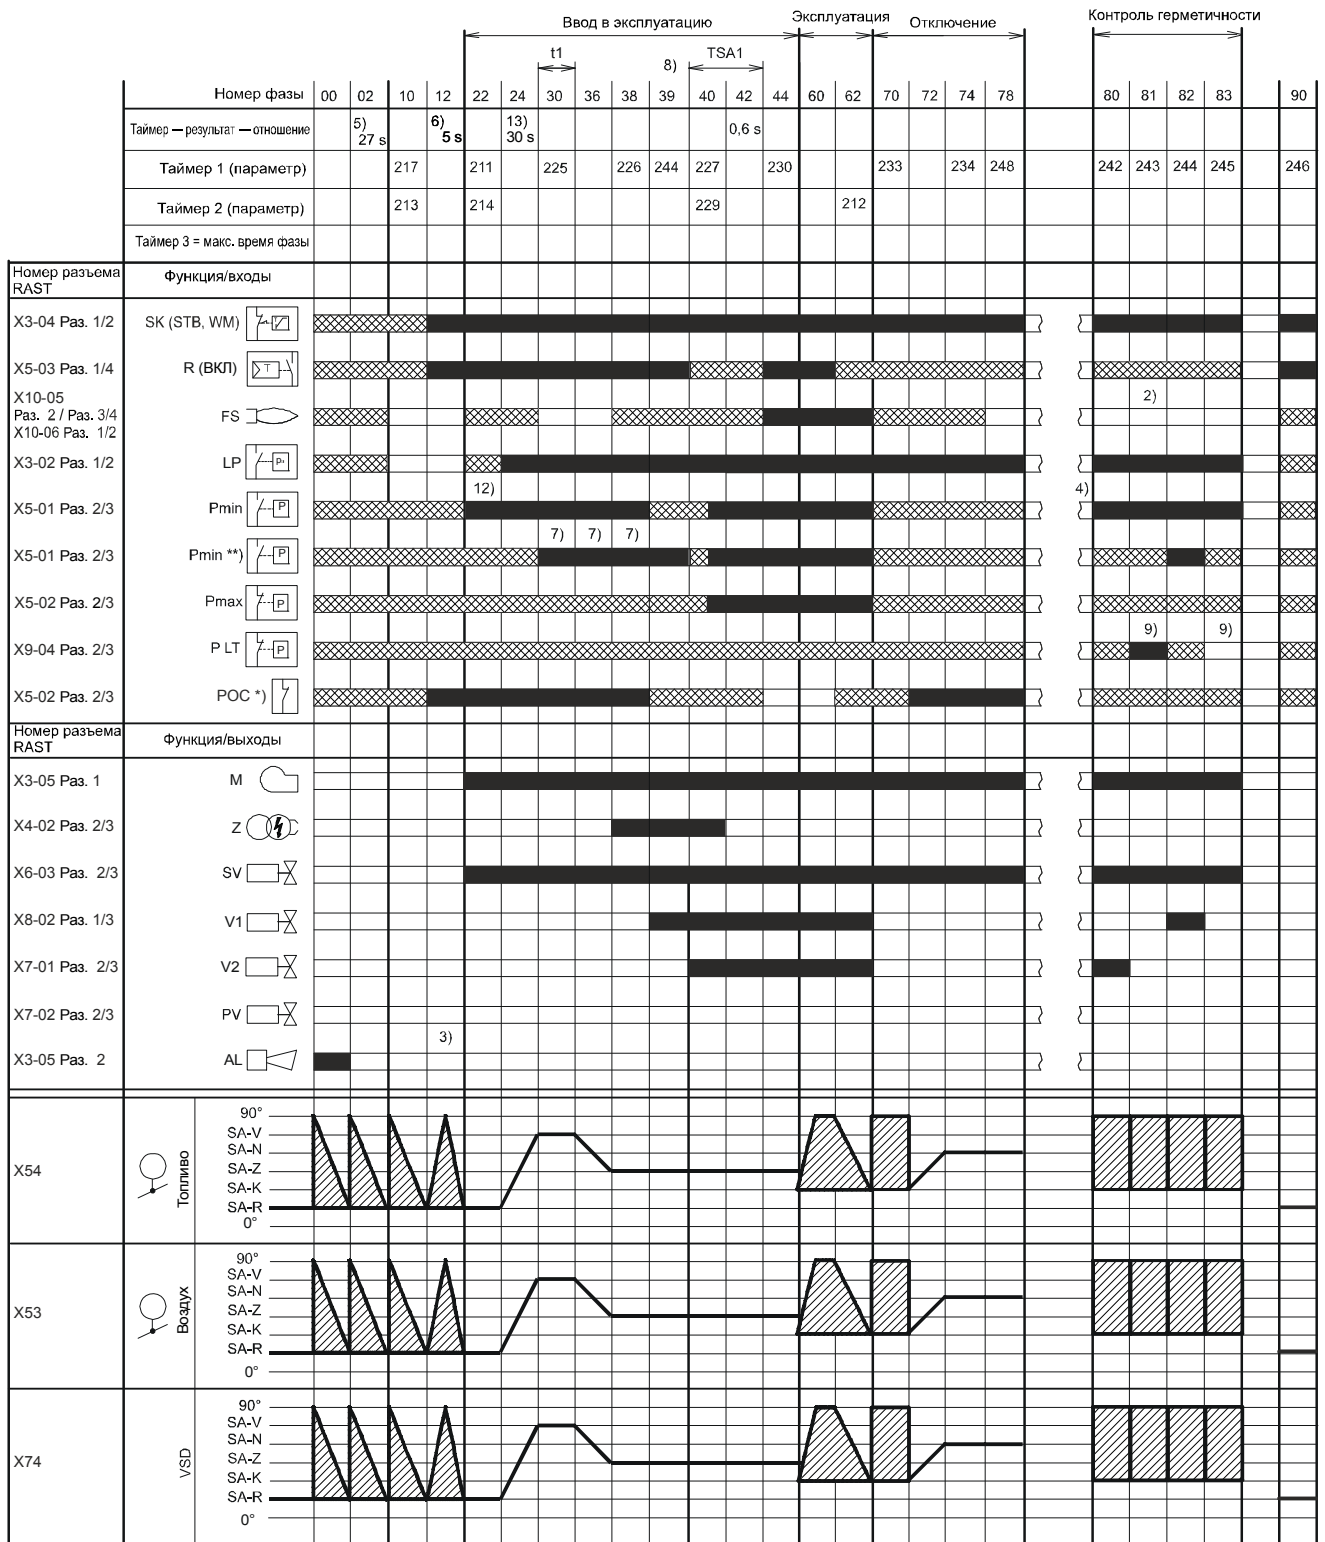 Ввод в эксплуатацию Эксплуатация Отключение Контроль герметичности
t1 8) TSA1
Номер фазы 00 02 10 12 22 24 30 36 38 39 40 42 44 60 62 70 72 74 78 80 81 82 83 90
Таймер — результат — отношение 5) 27 s 6) 5 s 13) 30 s 0,6 s
Таймер 1 (параметр) 217 211 225 226 244 227 230 233 234 248 242 243 244 245 246
Таймер 2 (параметр) 213 214 229 212
Таймер 3 = макс. время фазы
Номер разъема RAST Функция/входы
X3-04 Раз. 1/2 SK (STB, WM)
X5-03 Раз. 1/4 R (ВКЛ) T
X10-05 2)
Раз. 2 / Раз. 3/4 FS
X10-06 Раз. 1/2
X3-02 Раз. 1/2 LP
12) 4)
X5-01 Раз. 2/3 Pmin P
7) 7) 7)
X5-01 Раз. 2/3 Pmin **) P
X5-02 Раз. 2/3 Pmax P
9) 9)
X9-04 Раз. 2/3 P LT P
X5-02 Раз. 2/3 POC *)
Номер разъема RAST Функция/выходы
X3-05 Раз. 1 M
X4-02 Раз. 2/3 Z
X6-03 Раз. 2/3 SV
X8-02 Раз. 1/3 V1
X7-01 Раз. 2/3 V2
X7-02 Раз. 2/3 PV
3)
X3-05 Раз. 2 AL
90°
SA-V
SA-N
X54 Топливо SA-Z
SA-K
SA-R
0°
90°
SA-V
SA-N
X53 Воздух SA-Z
SA-K
SA-R
0°
90°
SA-V
SA-N
X74 VSD SA-Z
SA-K
SA-R
0°